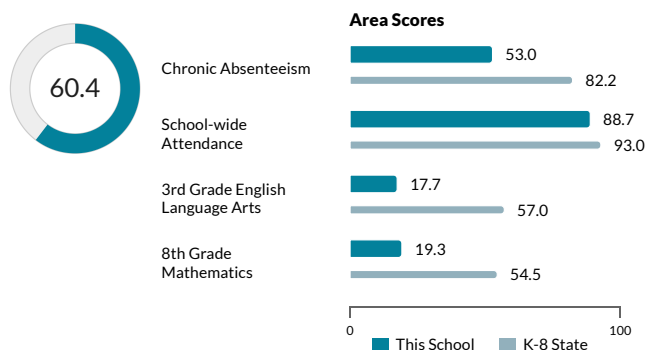 Area Scores
60.4
Chronic Absenteeism
53.0
82.2
School-wide
Attendance
88.7
93.0
3rd Grade English
Language Arts
17.7
57.0
8th Grade
Mathematics
19.3
54.5
0
100
This School
K-8 State